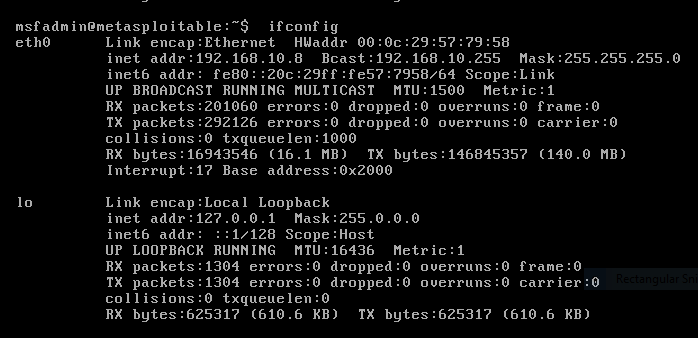 msfadmin@metasploitable:~$ ifconfig
eth0      Link encap:Ethernet  HWaddr 00:0c:29:57:79:58
          inet addr:192.168.10.8  Bcast:192.168.10.255  Mask:255.255.255.0
          inet6 addr: fe80::20c:29ff:fe57:7958/64 Scope:Link
          UP BROADCAST RUNNING MULTICAST  MTU:1500  Metric:1
          RX packets:201060 errors:0 dropped:0 overruns:0 frame:0
          TX packets:292126 errors:0 dropped:0 overruns:0 carrier:0
          collisions:0 txqueuelen:1000
          RX bytes:16943546 (16.1 MB)  TX bytes:146845357 (140.0 MB)
          Interrupt:17 Base address:0x2000
lo        Link encap:Local Loopback
          inet addr:127.0.0.1  Mask:255.0.0.0
          inet6 addr: ::1/128 Scope:Host
          UP LOOPBACK RUNNING  MTU:16436  Metric:1
          RX packets:1304 errors:0 dropped:0 overruns:0 frame:0
          TX packets:1304 errors:0 dropped:0 overruns:0 carrier:0
Rectangular Sni
          collisions:0 txqueuelen:0
          RX bytes:625317 (610.6 KB)  TX bytes:625317 (610.6 KB)